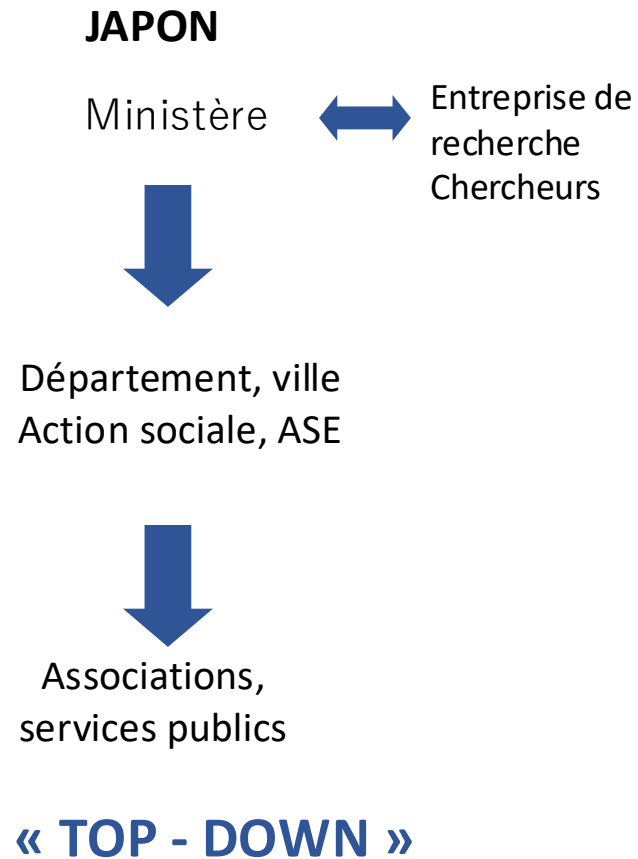 JAPON
Ministère
Entreprise de
recherche
Chercheurs
Département, ville
Action sociale, ASE
Associations,
services publics
« TOP - DOWN »